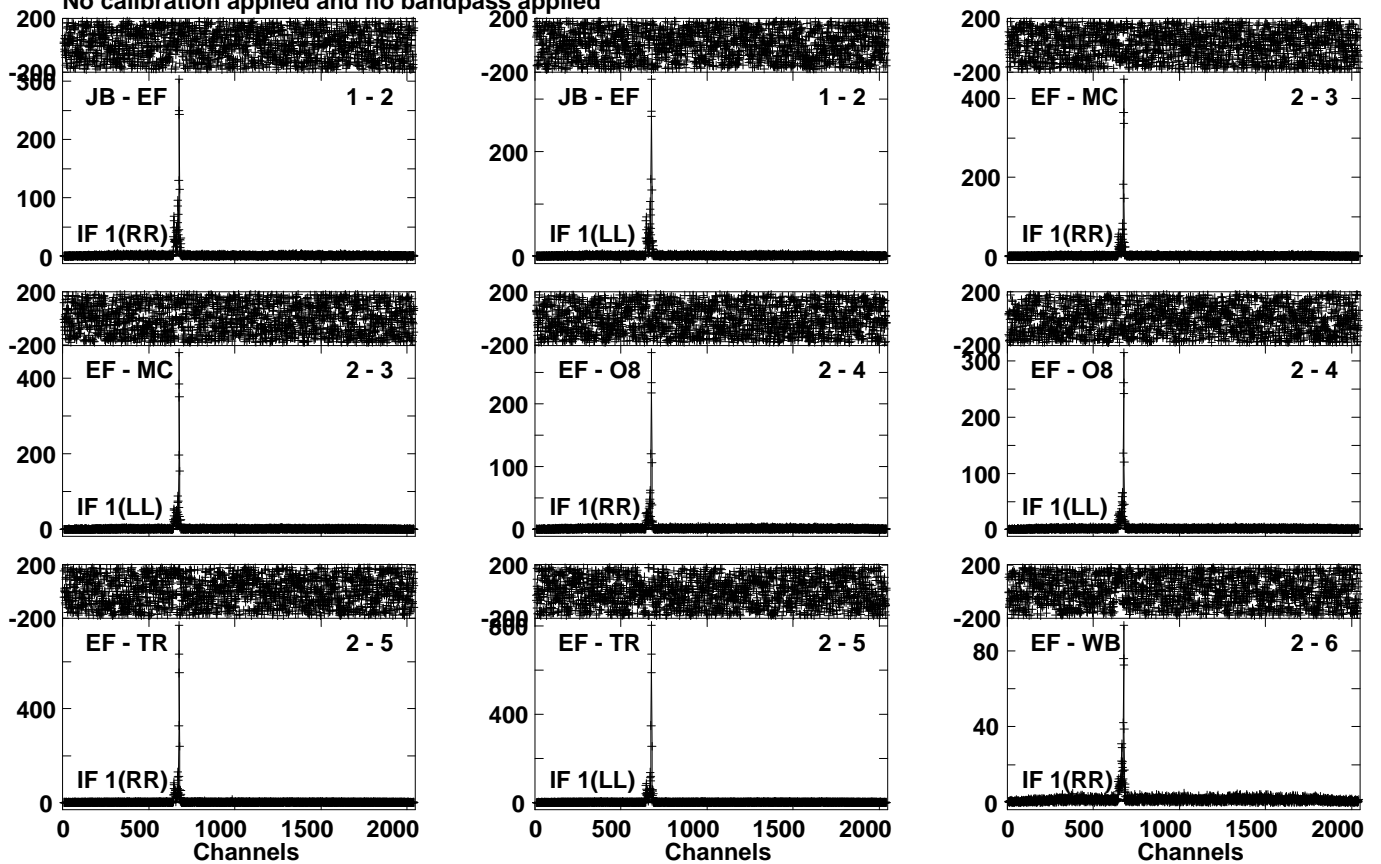 No calibration applied and no bandpass applied
200 200 200
-200 -200 -200
300
JB - EF 1 - 2 JB - EF 1 - 2 400 EF - MC 2 - 3
200 200 200
100
IF 1(RR) IF 1(LL) IF 1(RR)
0 0 0
200 200 200
-200 -200 -200
400 EF - MC 2 - 3 EF - O8 2 - 4 300 EF - O8 2 - 4
200 200 200
100 100
IF 1(LL) IF 1(RR) IF 1(LL)
0 0 0
200 200 200
-200 -200 -200
800
EF - TR 2 - 5 EF - TR 2 - 5 80 EF - WB 2 - 6
400 400 40
IF 1(RR) IF 1(LL) IF 1(RR)
0 0 0
0 500 1000 1500 2000 0 500 1000 1500 2000 0 500 1000 1500 2000
Channels Channels Channels